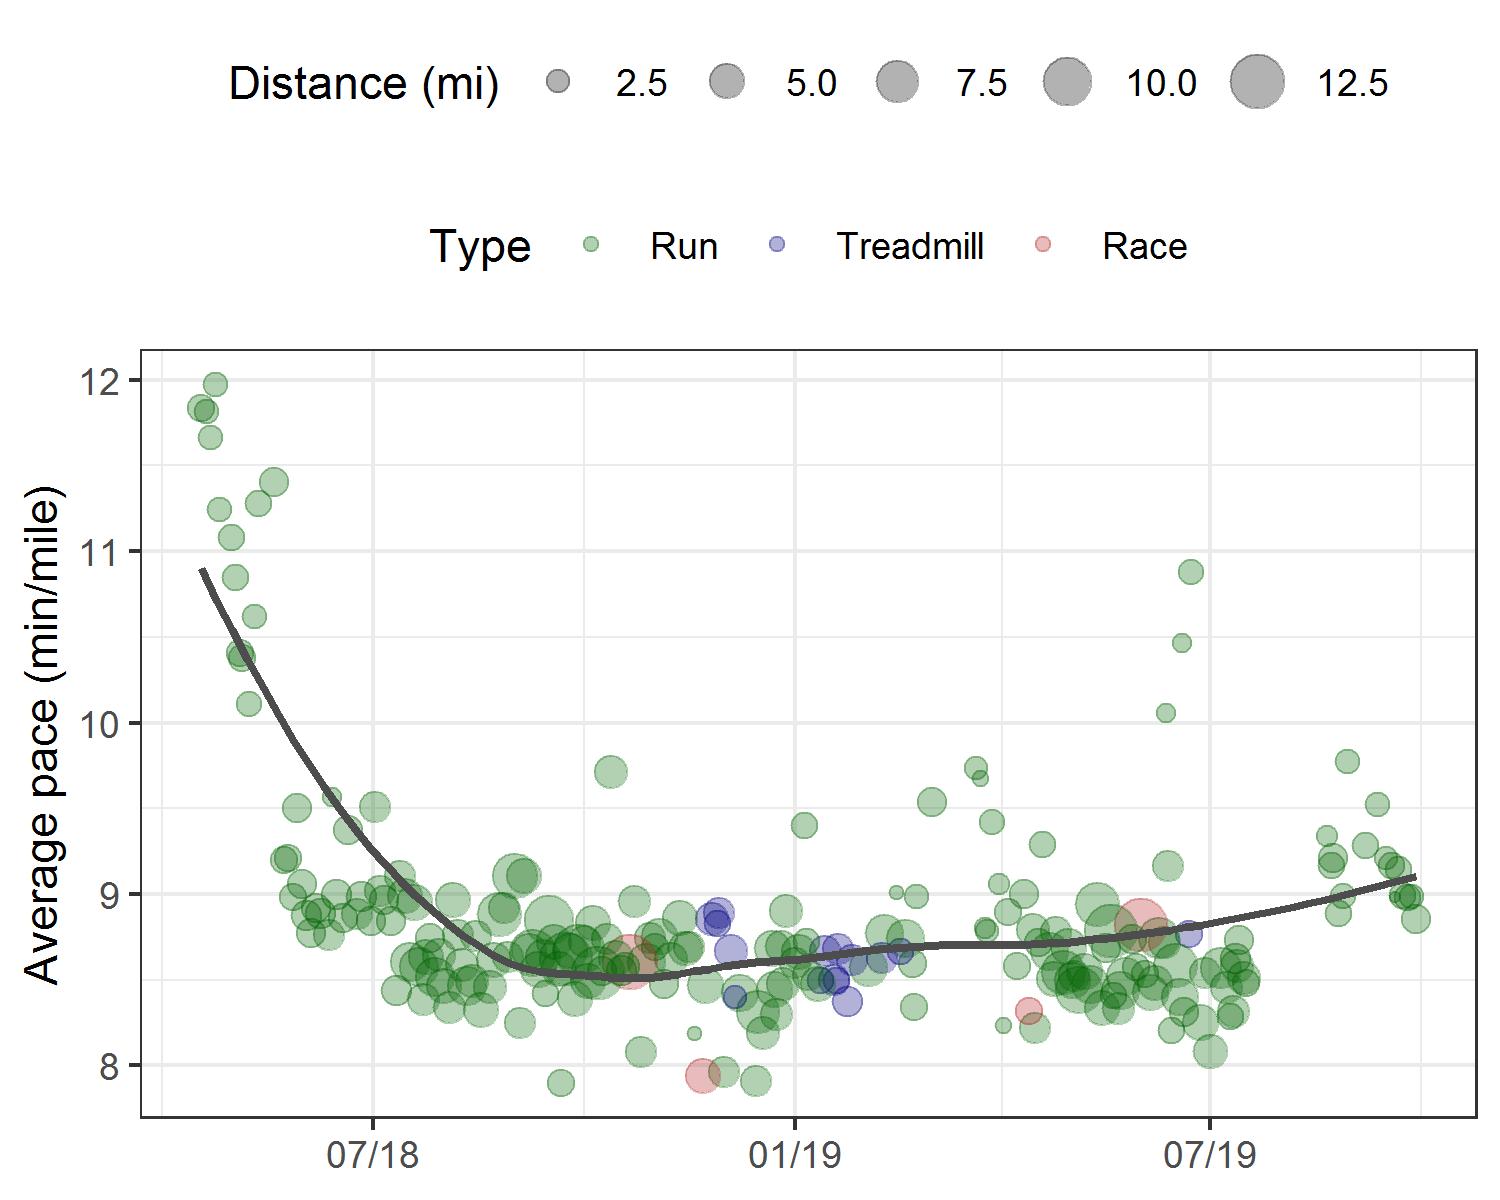 Distance (mi) 2.5 5.0 7.5 10.0 12.5
Type Run Treadmill Race
Average pace (min/mile)
12
11
10
9
8
07/18 01/19 07/19